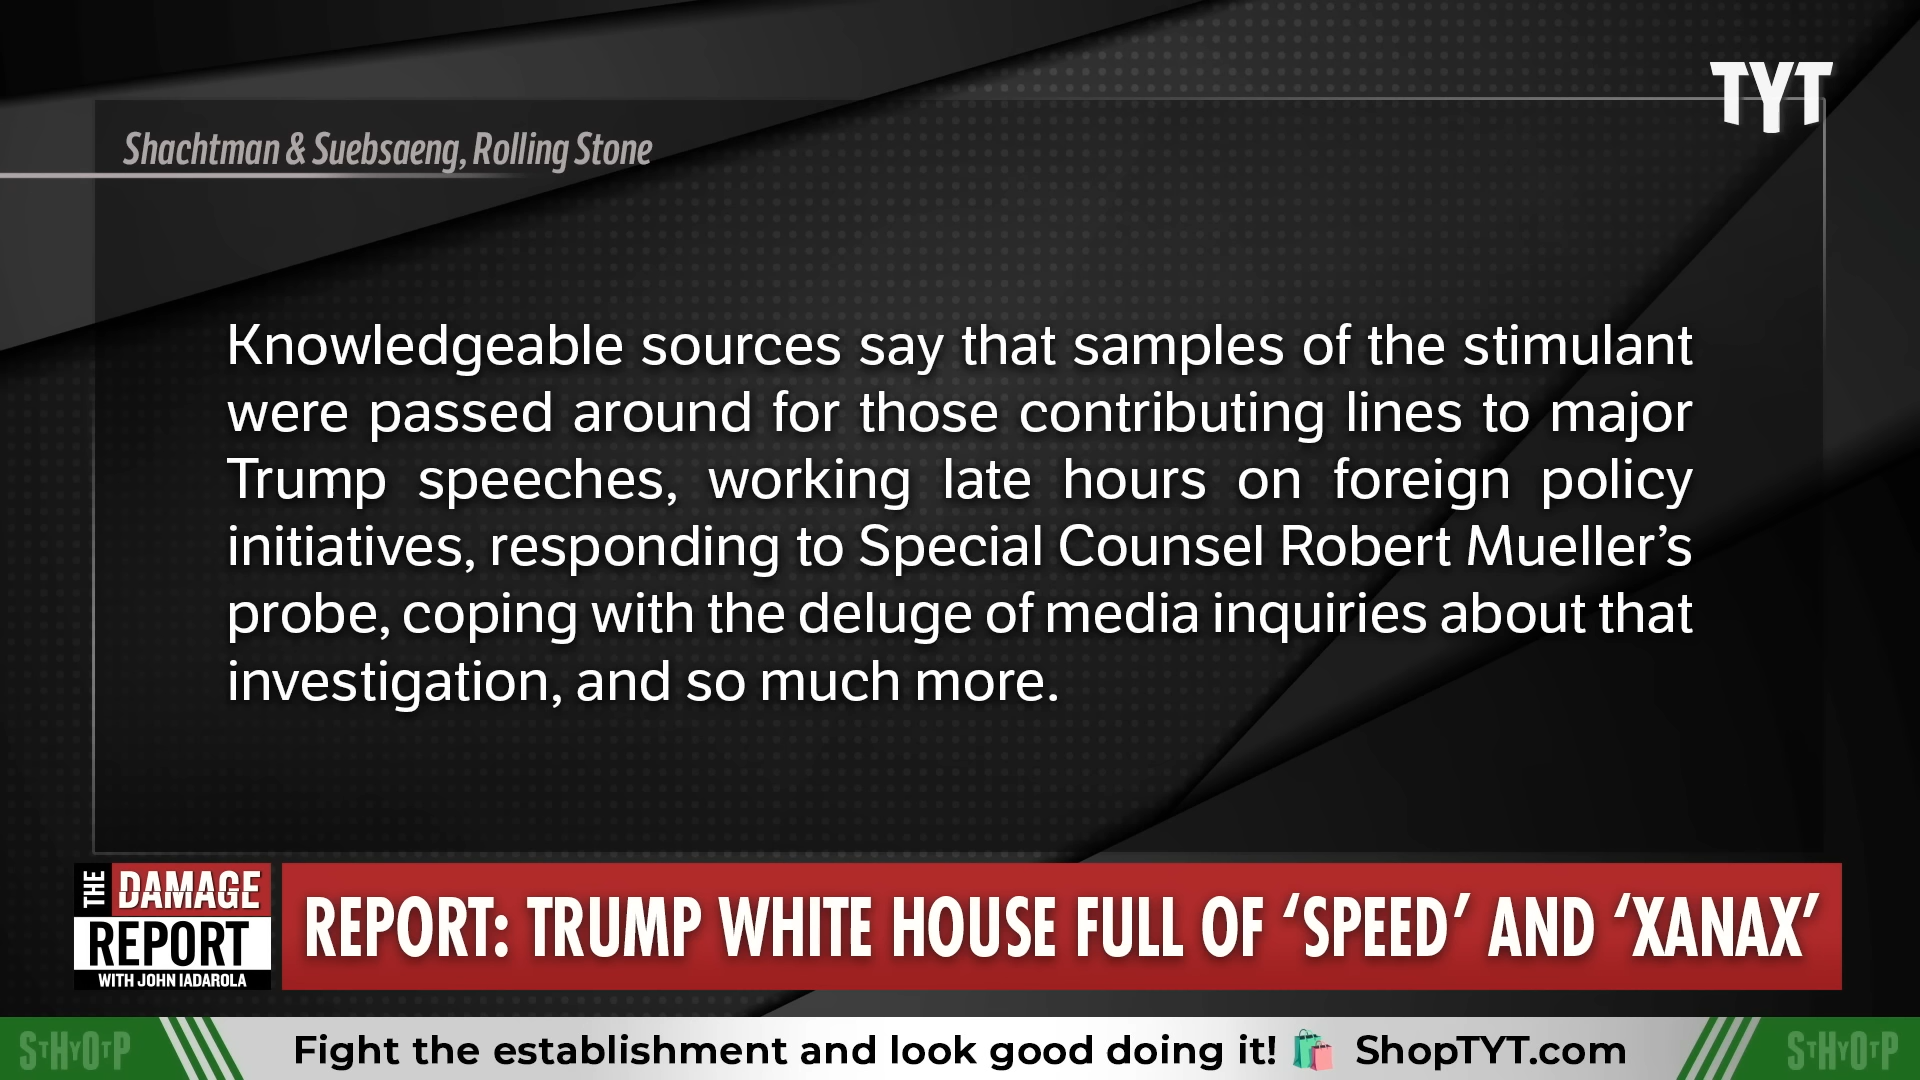 TYT
Shachtman & Suebsaeng, Rolling Stone
Knowledgeable sources say that samples of the stimulant
were passed around for those contributing lines to major
Trump speeches, working late hours on foreign policy
initiatives, responding to Special Counsel Robert Mueller’s
probe, coping with the deluge of media inquiries about that
investigation, and so much more.
THE DAMAGE
REPORT
WITH JOHN IADAROLA
REPORT: TRUMP WHITE HOUSE FULL OF ‘SPEED’ AND ‘XANAX’
Fight the establishment and look good doing it! 🛍️ ShopTYT.com